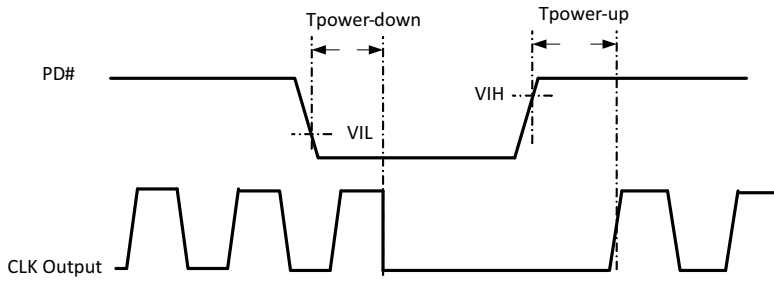 Tpower-down
Tpower-up
PD#
VIH
VIL
CLK Output